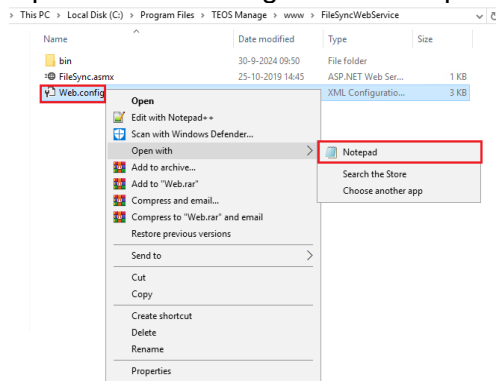 This PC > Local Disk (C:) > Program Files > TEOS Manage > www > FileSyncWebService
Name Date modified Type Size
bin 30-9-2024 09:50 File folder
FileSync.asmx 25-10-2019 14:45 ASP.NET Web Ser... 1 KB
Web.config XML Configuratio... 3 KB
Open
Edit with Notepad++
Scan with Windows Defender...
Open with
Notepad
Add to archive...
Search the Store
Add to "Web.rar"
Choose another app
Compress and email...
Compress to "Web.rar" and email
Restore previous versions
Send to
Cut
Copy
Create shortcut
Delete
Rename
Properties